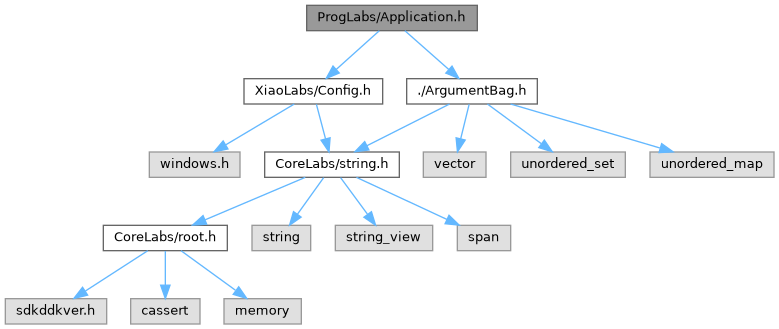 ProgLabs/Application.h
XiaoLabs/Config.h
./ArgumentBag.h
windows.h
CoreLabs/string.h
vector
unordered_set
unordered_map
CoreLabs/root.h
string
string_view
span
sdkddkver.h
cassert
memory